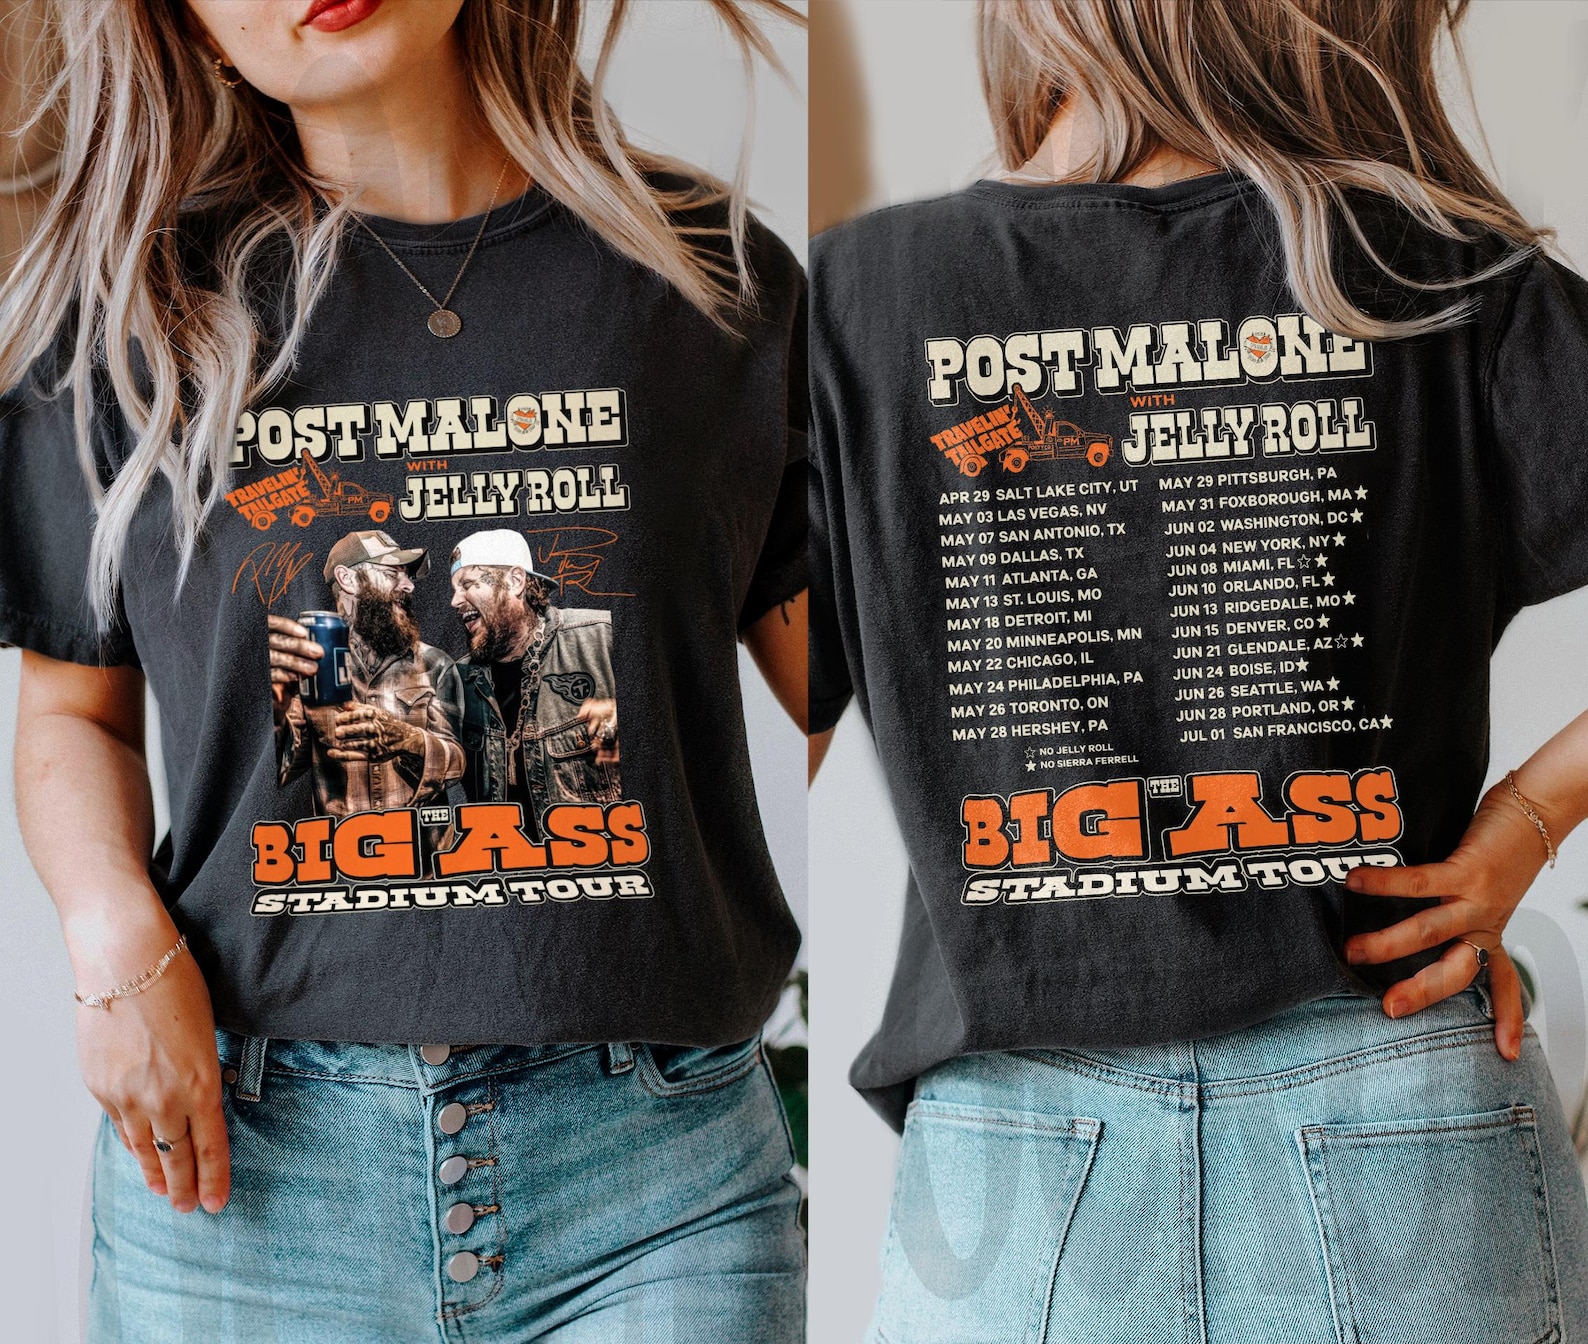 POST MALONE
WITH
TRAVELIN'
TAILGATE
PM
JELLY ROLL
THE
BIG ASS
STADIUM TOUR
POST MALONE
WITH
TRAVELIN'
TAILGATE
PM
JELLY ROLL
APR 29 SALT LAKE CITY, UT
MAY 03 LAS VEGAS, NV
MAY 07 SAN ANTONIO, TX
MAY 09 DALLAS, TX
MAY 11 ATLANTA, GA
MAY 13 ST. LOUIS, MO
MAY 18 DETROIT, MI
MAY 20 MINNEAPOLIS, MN
MAY 22 CHICAGO, IL
MAY 24 PHILADELPHIA, PA
MAY 26 TORONTO, ON
MAY 28 HERSHEY, PA
MAY 29 PITTSBURGH, PA
MAY 31 FOXBOROUGH, MA★
JUN 02 WASHINGTON, DC★
JUN 04 NEW YORK, NY★
JUN 08 MIAMI, FL☆★
JUN 10 ORLANDO, FL★
JUN 13 RIDGEDALE, MO★
JUN 15 DENVER, CO★
JUN 21 GLENDALE, AZ☆★
JUN 24 BOISE, ID★
JUN 26 SEATTLE, WA★
JUN 28 PORTLAND, OR★
JUL 01 SAN FRANCISCO, CA★
☆ NO JELLY ROLL
★ NO SIERRA FERRELL
THE
BIG ASS
STADIUM TOUR